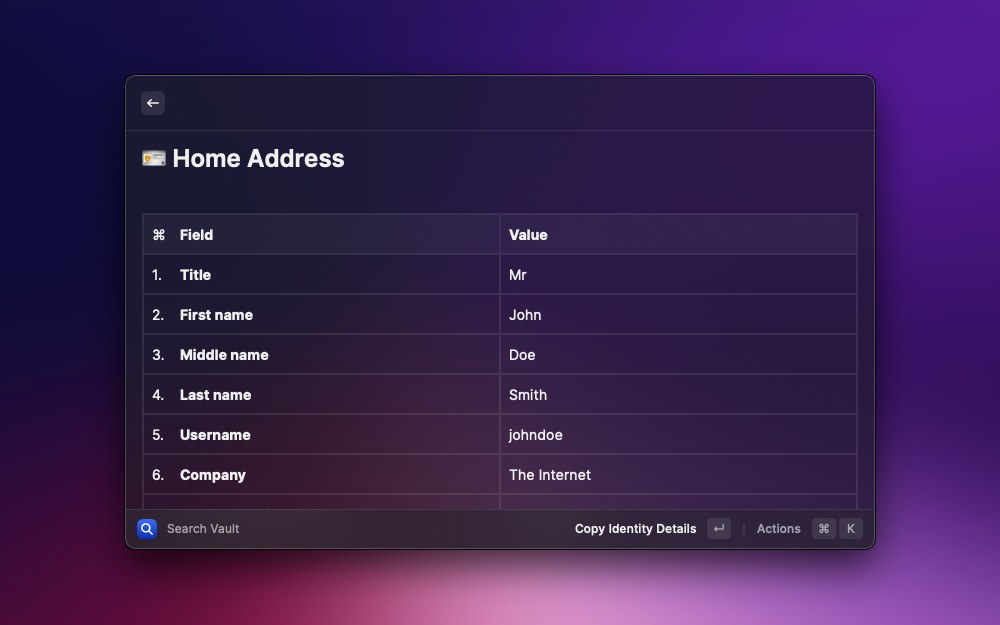 Home Address
⌘ Field Value
1. Title Mr
2. First name John
3. Middle name Doe
4. Last name Smith
5. Username johndoe
6. Company The Internet
Search Vault Copy Identity Details ↵ Actions ⌘ K